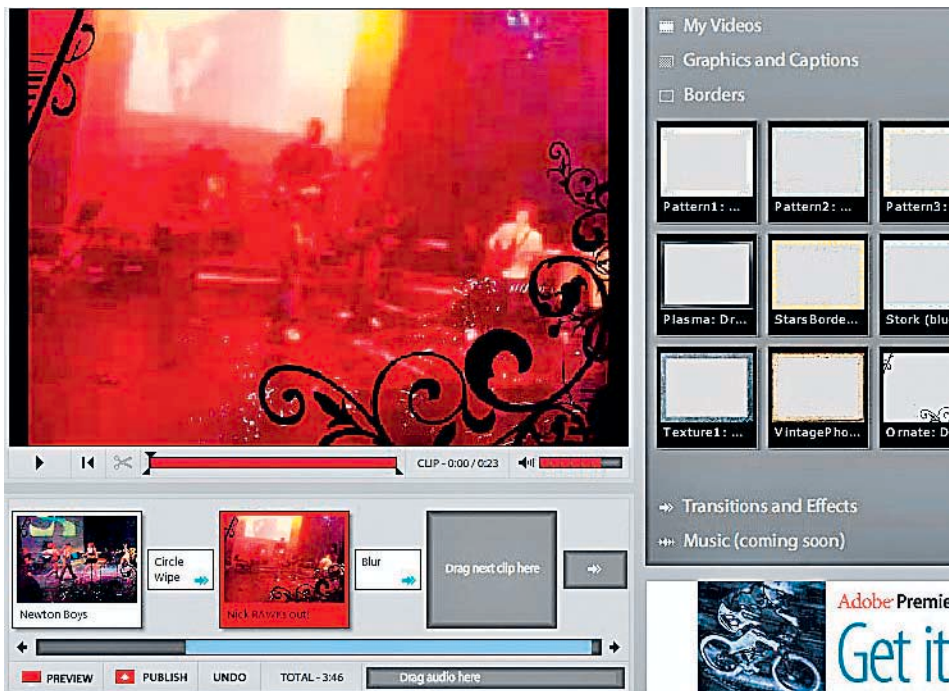 My Videos
Graphics and Captions
Borders
Pattern1: ...
Pattern2: ...
Pattern3:
Plasma: Dr...
StarsBorde...
Stork (blu
Texture1: ...
VintagePho...
Ornate: D
CLIP - 0:00 / 0:23
Transitions and Effects
Music (coming soon)
Newton Boys
Circle
Wipe
Nick RAWKs out!
Blur
Drag next clip here
PREVIEW
PUBLISH
UNDO
TOTAL - 3:46
Drag audio here
Adobe Premie
Get it